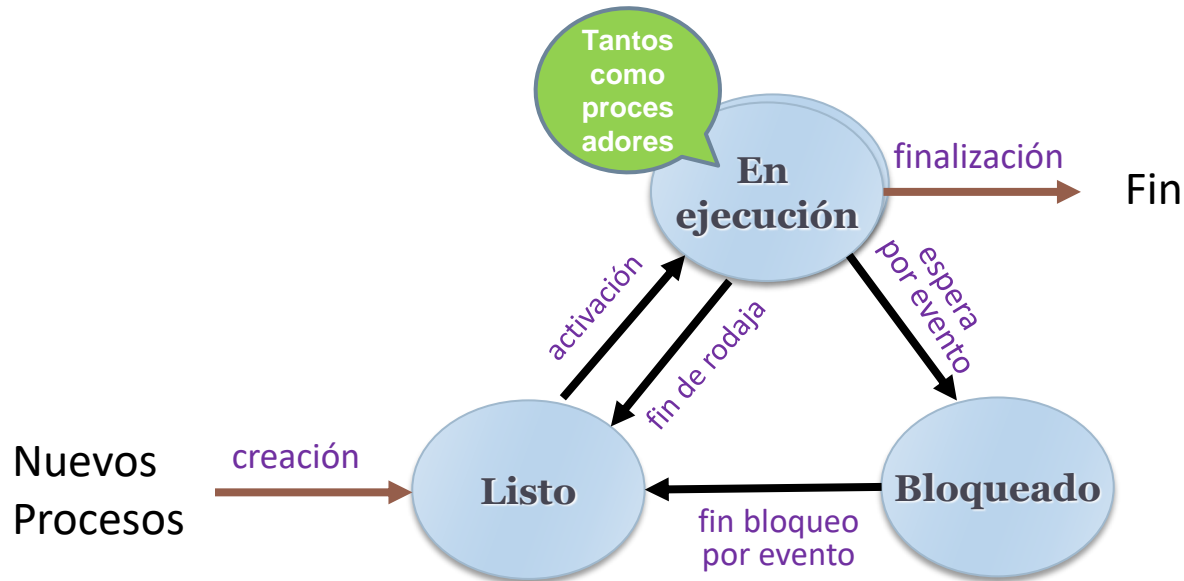 Tantos
como
proces
adores
En
ejecución
finalización
Fin
activación
fin de rodaja
espera
por evento
Nuevos
Procesos
creación
Listo
Bloqueado
fin bloqueo
por evento